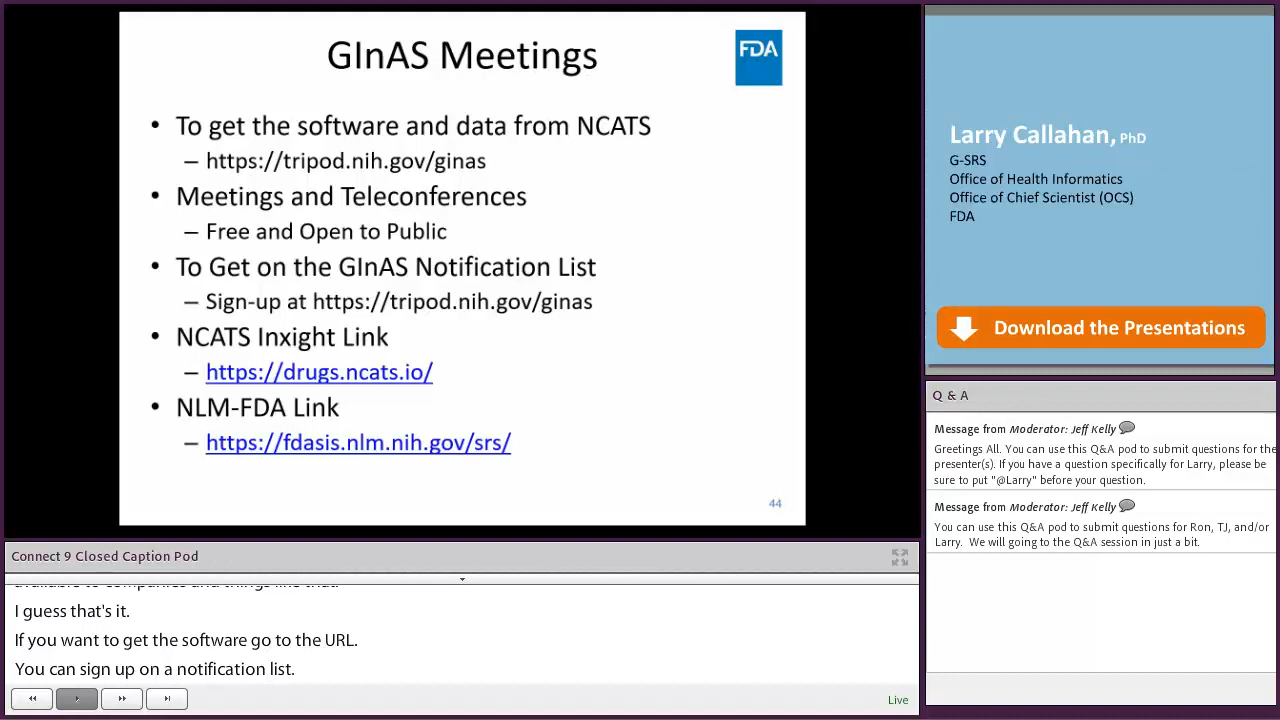 GInAS Meetings
FDA
• To get the software and data from NCATS
– https://tripod.nih.gov/ginas
• Meetings and Teleconferences
– Free and Open to Public
• To Get on the GInAS Notification List
– Sign-up at https://tripod.nih.gov/ginas
• NCATS Inxight Link
– https://drugs.ncats.io/
• NLM-FDA Link
– https://fdasis.nlm.nih.gov/srs/
44
Larry Callahan, PhD
G-SRS
Office of Health Informatics
Office of Chief Scientist (OCS)
FDA
Download the Presentations
Q & A
Message from Moderator: Jeff Kelly
Greetings All. You can use this Q&A pod to submit questions for the
presenter(s). If you have a question specifically for Larry, please be
sure to put "@Larry" before your question.
Message from Moderator: Jeff Kelly
You can use this Q&A pod to submit questions for Ron, TJ, and/or
Larry. We will going to the Q&A session in just a bit.
Connect 9 Closed Caption Pod
available to companies and things like that.
I guess that's it.
If you want to get the software go to the URL.
You can sign up on a notification list.
Live